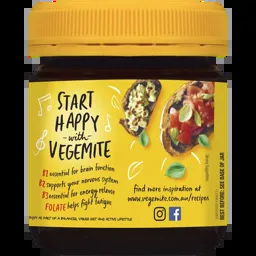 START
HAPPY
with
VEGEMITE
B1 essential for brain function
B2 supports your nervous system
B3 essential for energy release
FOLATE helps fight fatigue
find more inspiration at
www.vegemite.com.au/recipes
BEST BEFORE: SEE BASE OF JAR